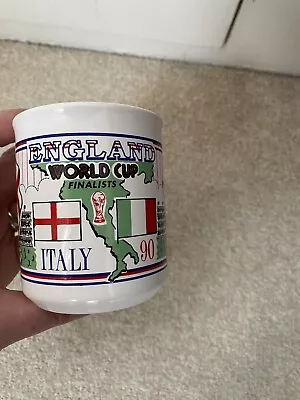 ENGLAND
WORLD CUP
FINALISTS
ITALY 90